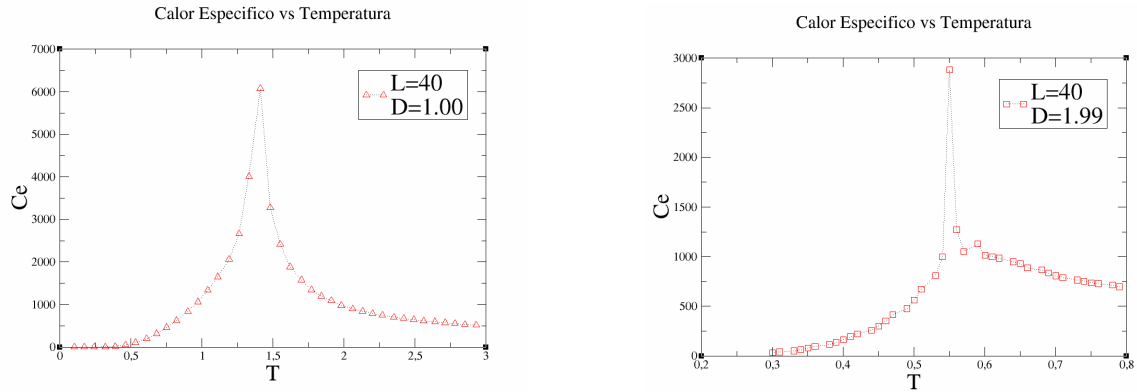 Calor Especifico vs Temperatura
7000
6000
5000
4000
3000
2000
1000
0
Ce
L=40
D=1.00
0 0,5 1 1,5 2 2,5 3
T
Calor Especifico vs Temperatura
3000
2500
2000
1500
1000
500
0
Ce
L=40
D=1.99
0,2 0,3 0,4 0,5 0,6 0,7 0,8
T